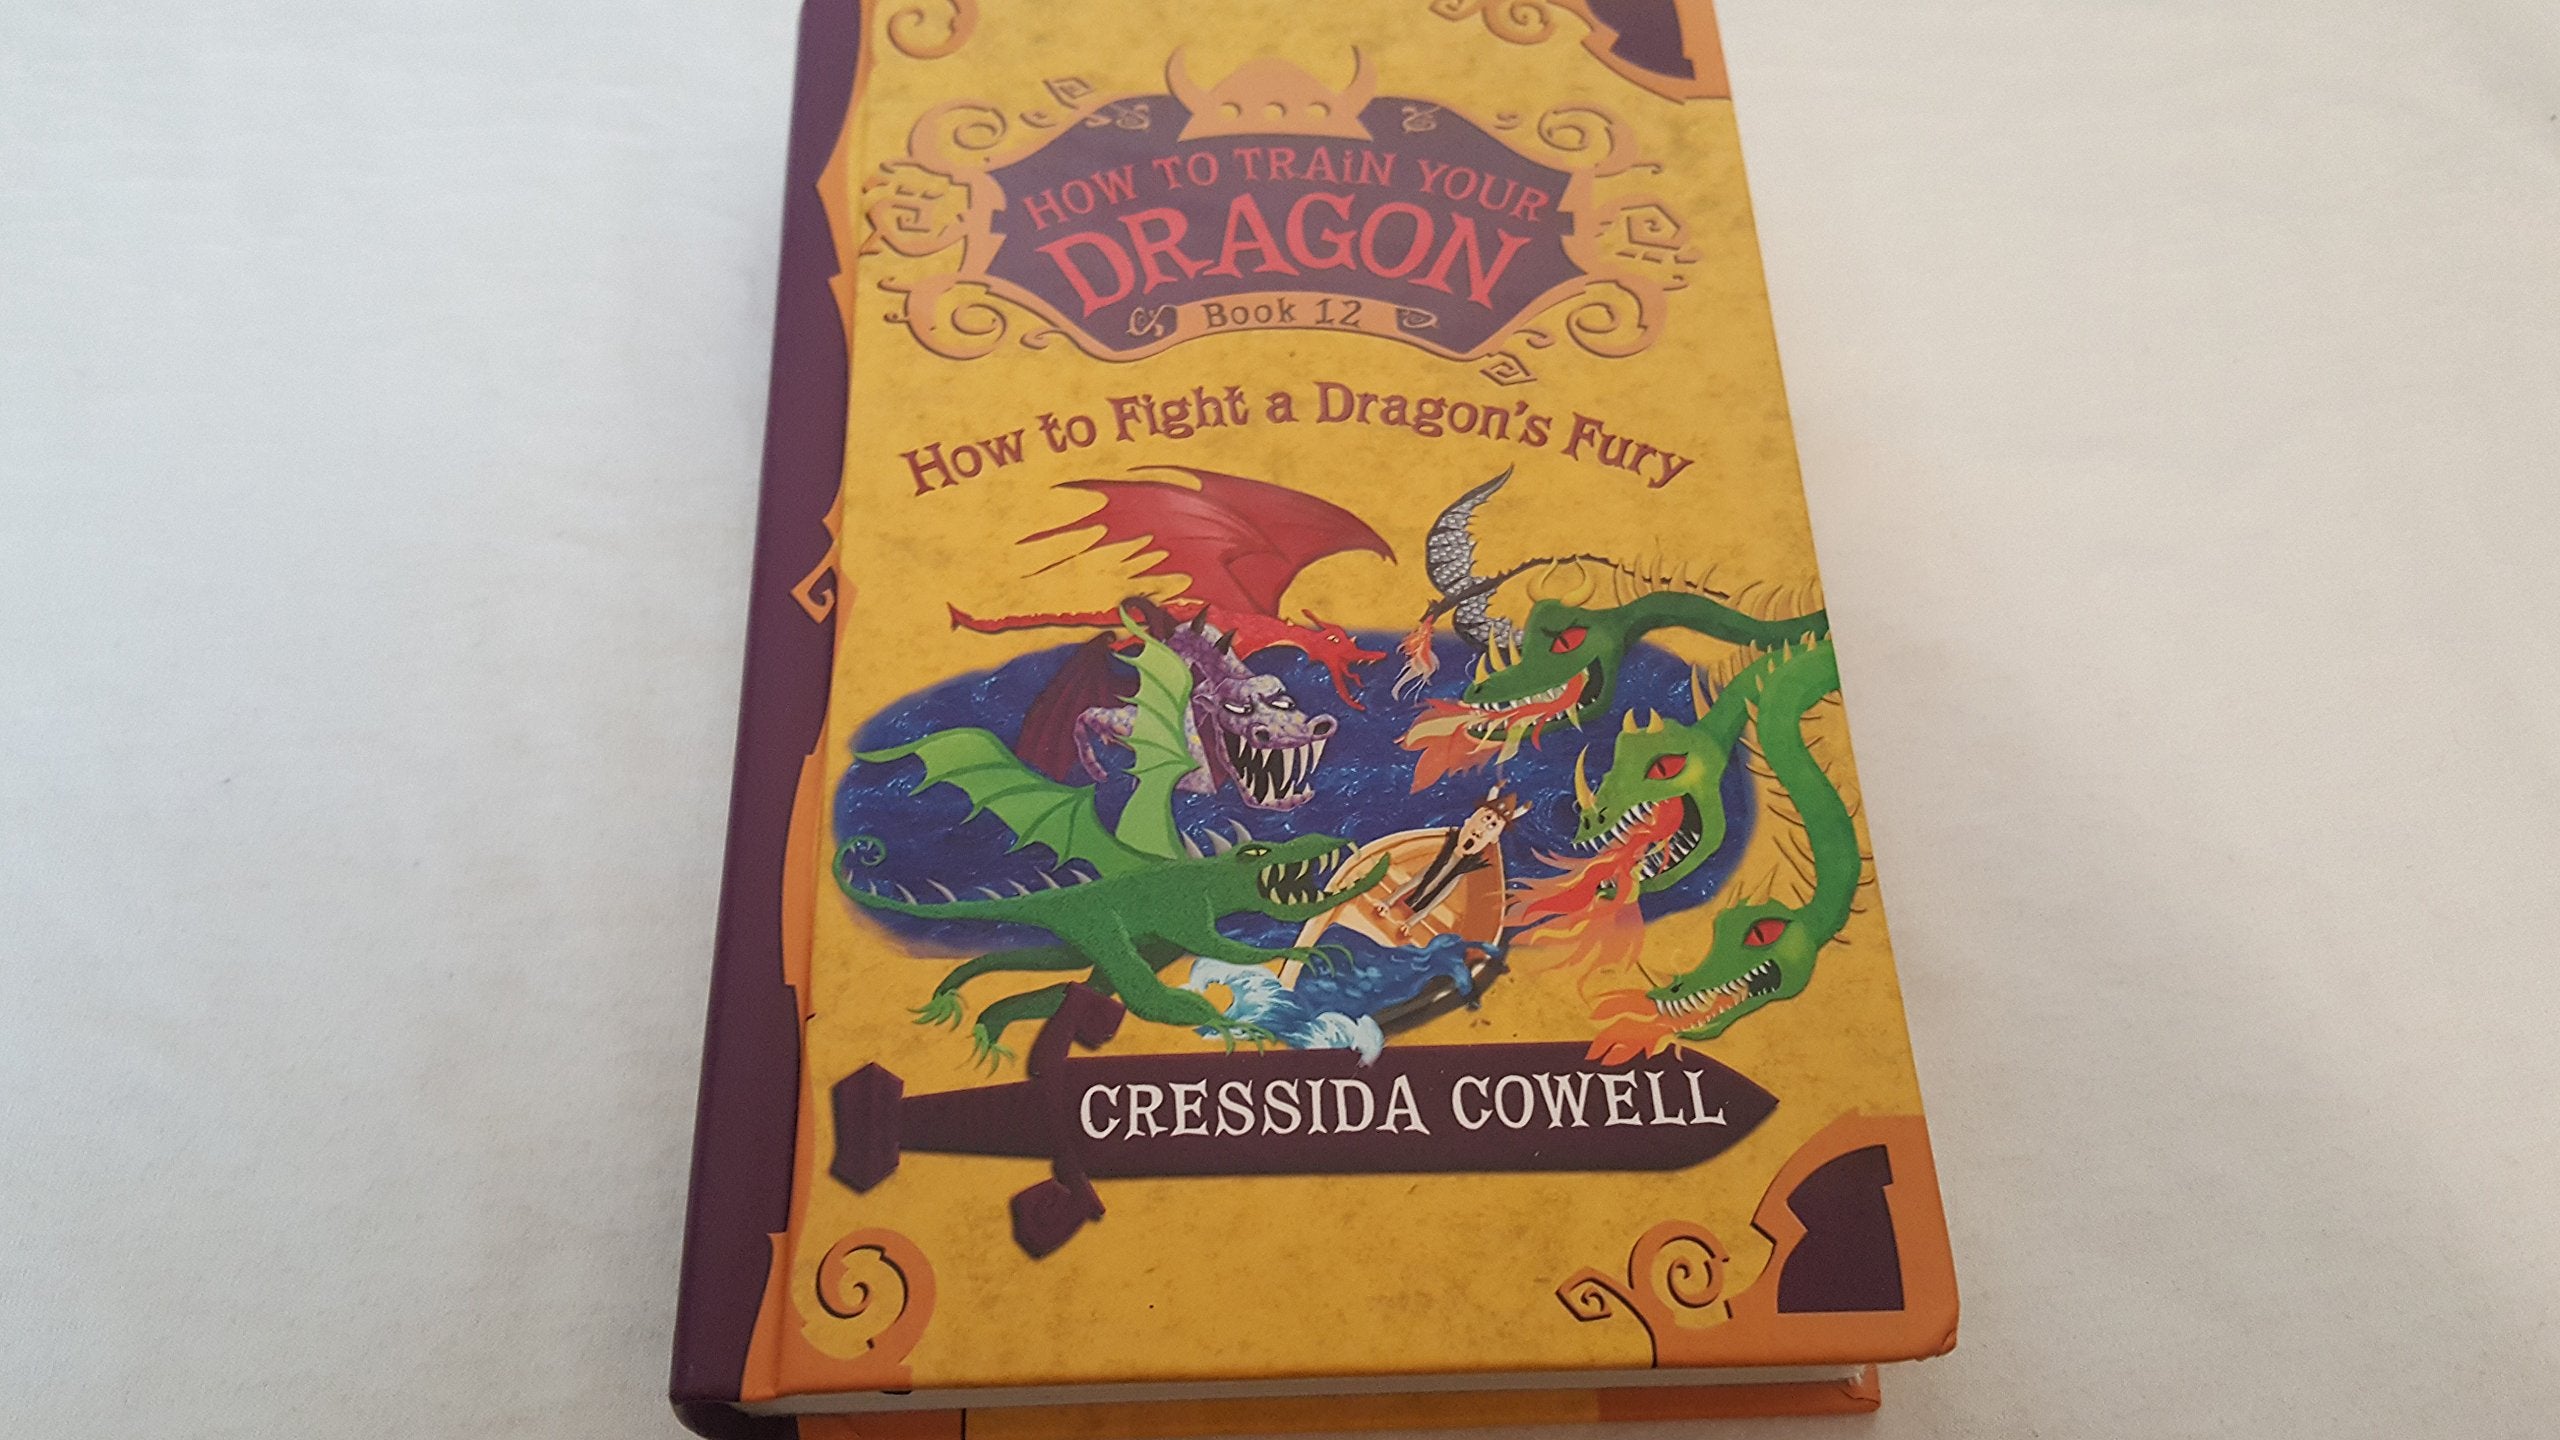 HOW TO TRAiN YOUR
DRAGON
Book 12
How to Fight a Dragon's Fury
CRESSIDA COWELL